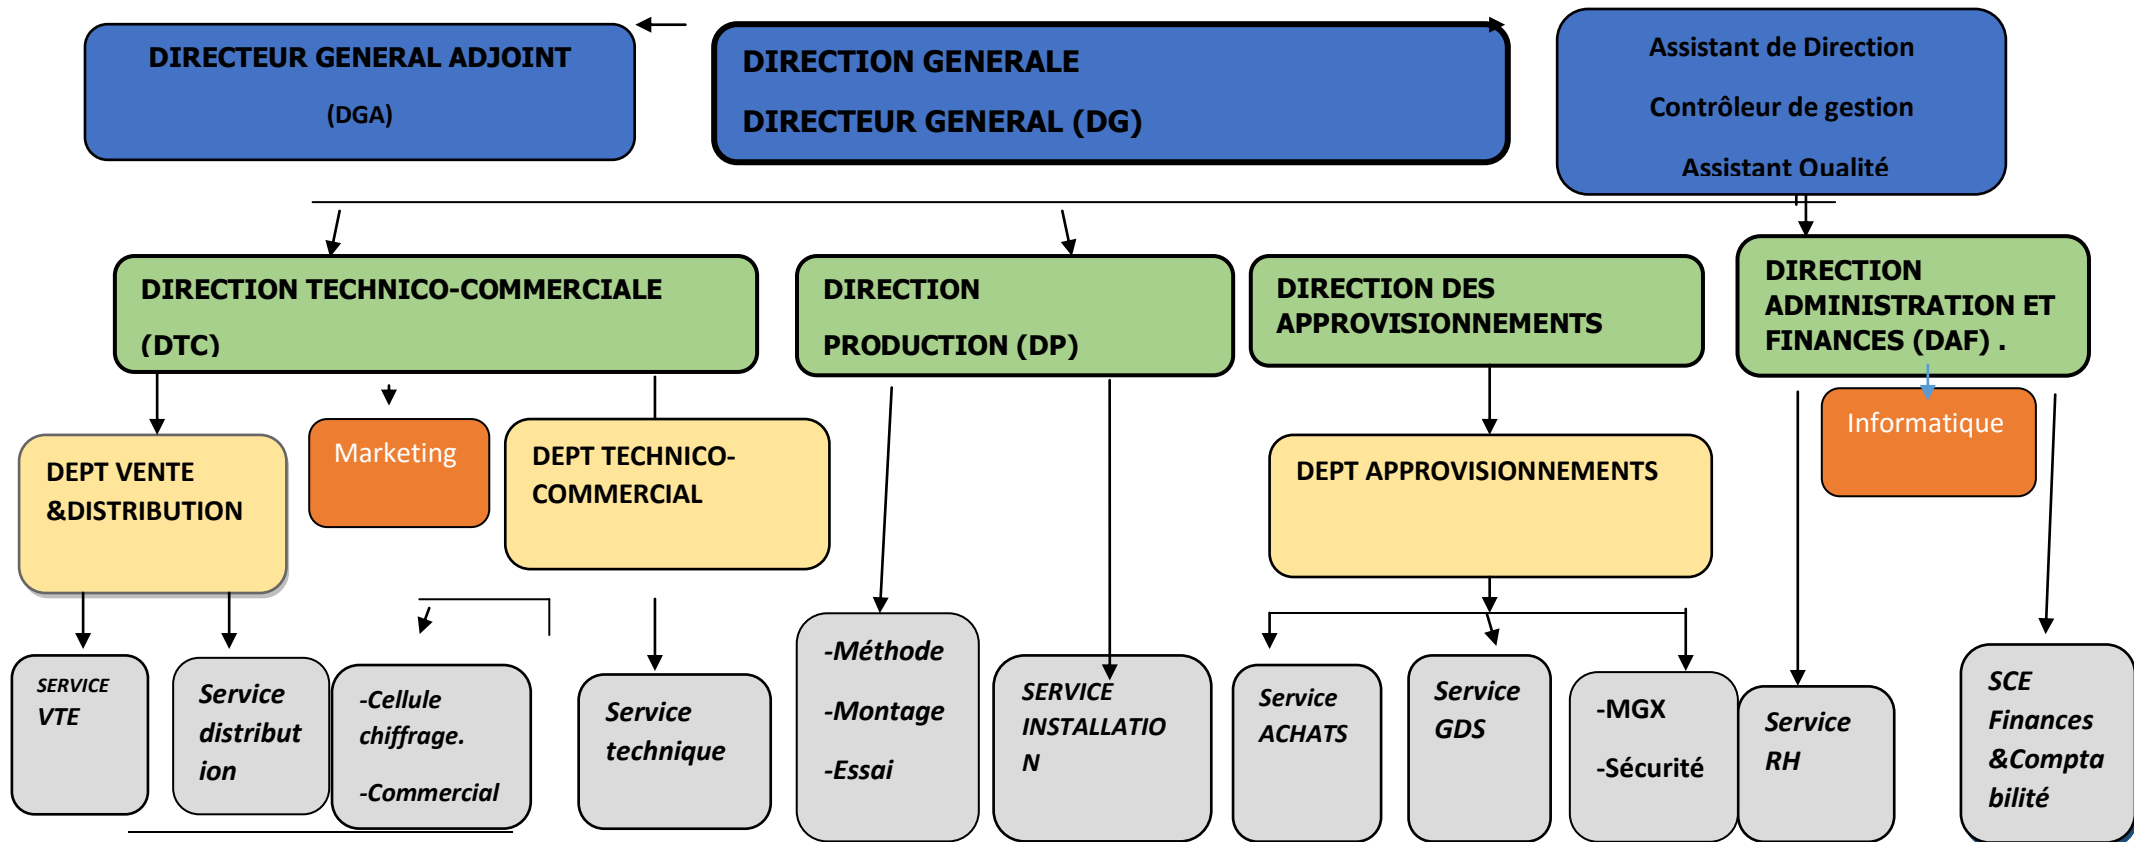 DIRECTEUR GENERAL ADJOINT
(DGA)
DIRECTION GENERALE
DIRECTEUR GENERAL (DG)
Assistant de Direction
Contrôleur de gestion
Assistant Qualité
DIRECTION TECHNICO-COMMERCIALE
(DTC)
DIRECTION
PRODUCTION (DP)
DIRECTION DES
APPROVISIONNEMENTS
DIRECTION
ADMINISTRATION ET
FINANCES (DAF) .
DEPT VENTE
&DISTRIBUTION
Marketing
DEPT TECHNICO-
COMMERCIAL
DEPT APPROVISIONNEMENTS
Informatique
SERVICE
VTE
Service
distribut
ion
-Cellule
chiffrage.
-Commercial
Service
technique
-Méthode
-Montage
-Essai
SERVICE
INSTALLATIO
N
Service
ACHATS
Service
GDS
-MGX
-Sécurité
Service
RH
SCE
Finances
&Compta
bilité